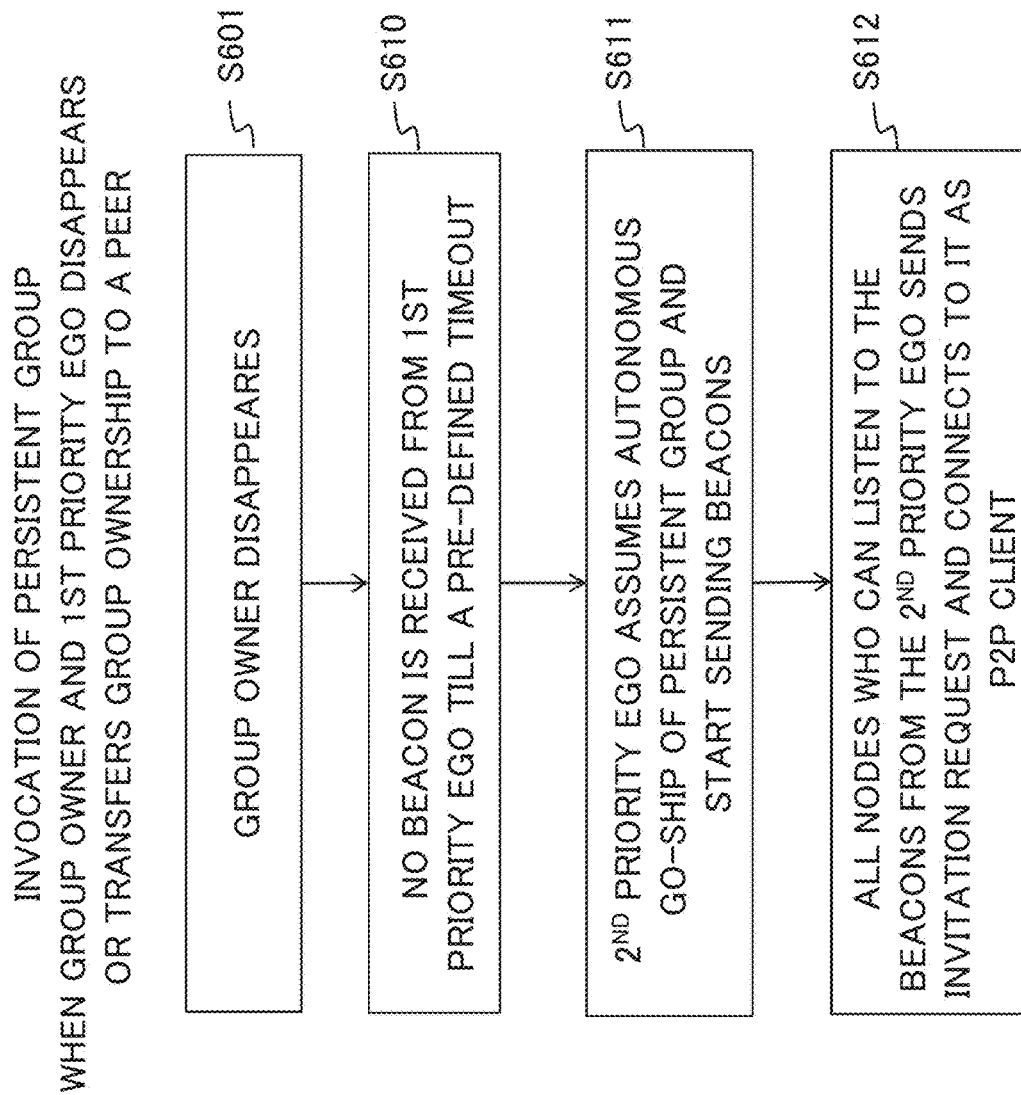 INVOCATION OF PERSISTENT GROUP
WHEN GROUP OWNER AND 1ST PRIORITY EGO DISAPPEARS
OR TRANSFERS GROUP OWNERSHIP TO A PEER
S601
GROUP OWNER DISAPPEARES
S610
NO BEACON IS RECEIVED FROM 1ST
PRIORITY EGO TILL A PRE-DEFINED TIMEOUT
S611
2ND PRIORITY EGO ASSUMES AUTONOMOUS
GO-SHIP OF PERSISTENT GROUP AND
START SENDING BEACONS
S612
ALL NODES WHO CAN LISTEN TO THE
BEACONS FROM THE 2ND PRIORITY EGO SENDS
INVITATION REQUEST AND CONNECTS TO IT AS
P2P CLIENT